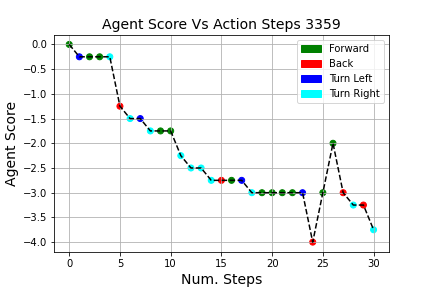 Agent Score Vs Action Steps 3359
Agent Score
0.0
−0.5
−1.0
−1.5
−2.0
−2.5
−3.0
−3.5
−4.0
Forward
Back
Turn Left
Turn Right
0 5 10 15 20 25 30
Num. Steps